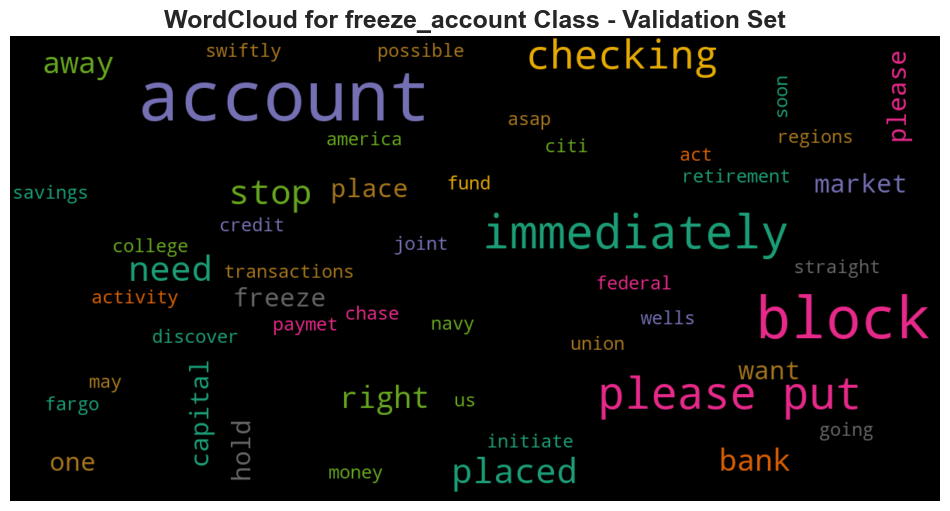 WordCloud for freeze_account Class - Validation Set
away
swiftly
possible
checking
please
account
soon
asap
america
citi
regions
act
savings
stop
place
fund
retirement
market
credit
joint
immediately
college
need
transactions
straight
activity
freeze
federal
block
paymet
chase
navy
wells
discover
union
may
want
fargo
capital
right
us
please put
going
hold
initiate
one
money
placed
bank